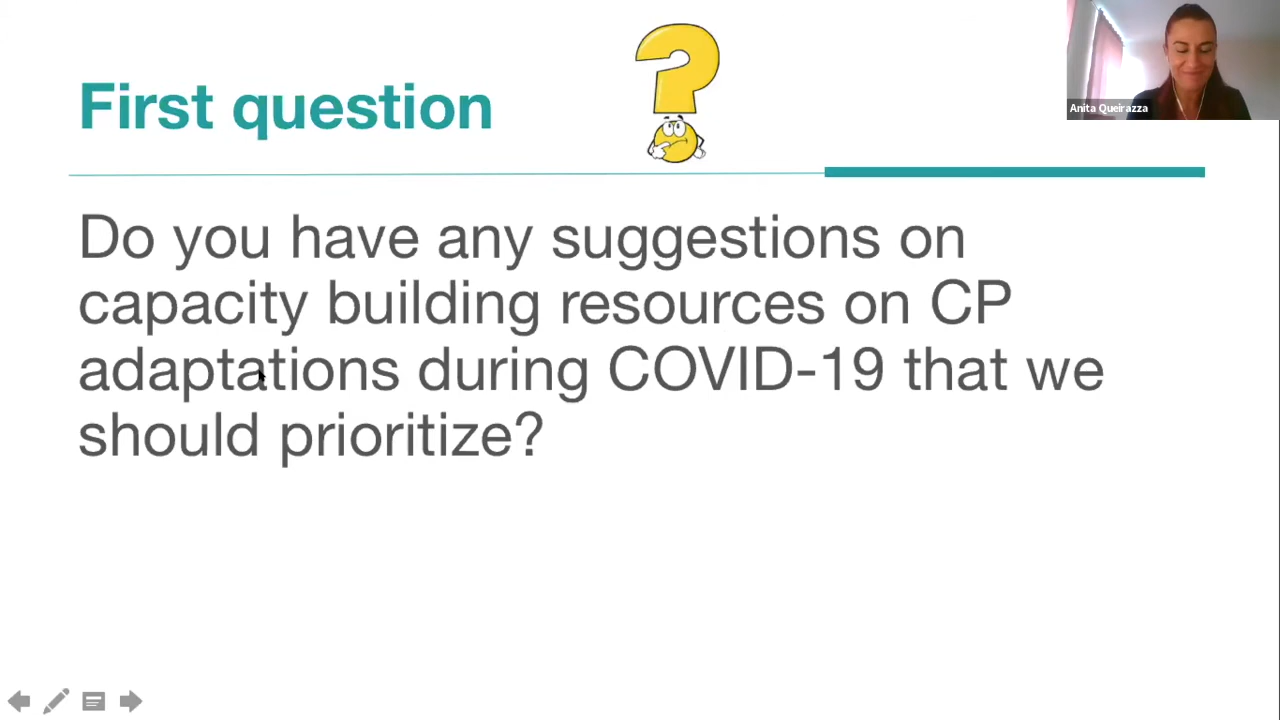 First question
Anita Queirazza
Do you have any suggestions on
capacity building resources on CP
adaptations during COVID-19 that we
should prioritize?